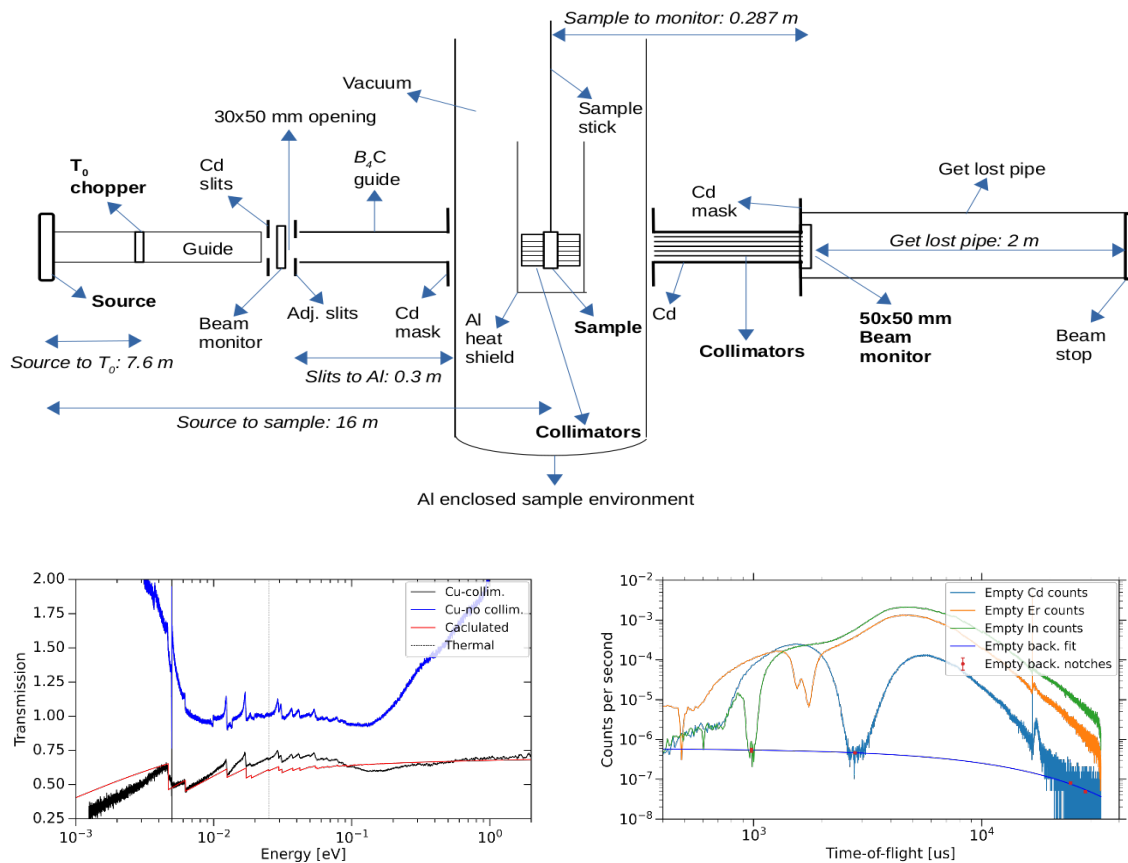 Sample to monitor: 0.287 m
Vacuum
Sample
stick
30x50 mm opening
T0
chopper
Cd
slits
B4C
guide
Get lost pipe
Cd
mask
Guide
Get lost pipe: 2 m
Source
Beam
monitor
Adj. slits
Cd
mask
Al
heat
shield
Sample
Cd
Collimators
50x50 mm
Beam
monitor
Beam
stop
Source to T0: 7.6 m
Slits to Al: 0.3 m
Source to sample: 16 m
Collimators
Al enclosed sample environment
2.00
1.75
1.50
1.25
1.00
0.75
0.50
0.25
Transmission
Cu-collim.
Cu-no collim.
Caclulated
Thermal
10−3
10−2
10−1
100
Energy [eV]
10−2
10−3
10−4
10−5
10−6
10−7
10−8
Counts per second
Empty Cd counts
Empty Er counts
Empty In counts
Empty back. fit
Empty back. notches
103
104
Time-of-flight [us]